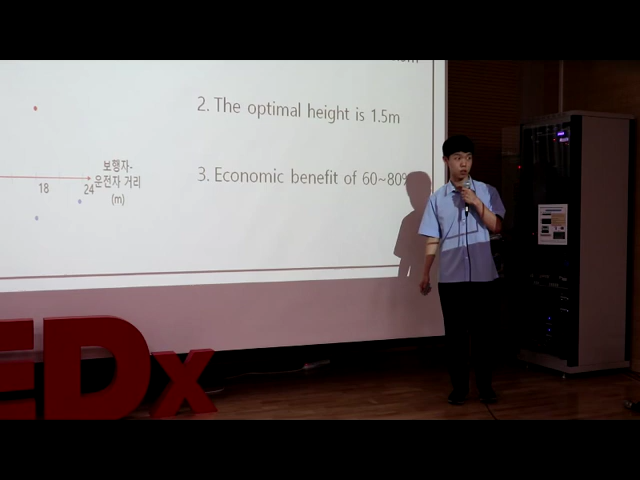 2. The optimal height is 1.5m
보행자-
운전자 거리
(m)
18
24
3. Economic benefit of 60~80%
EDx